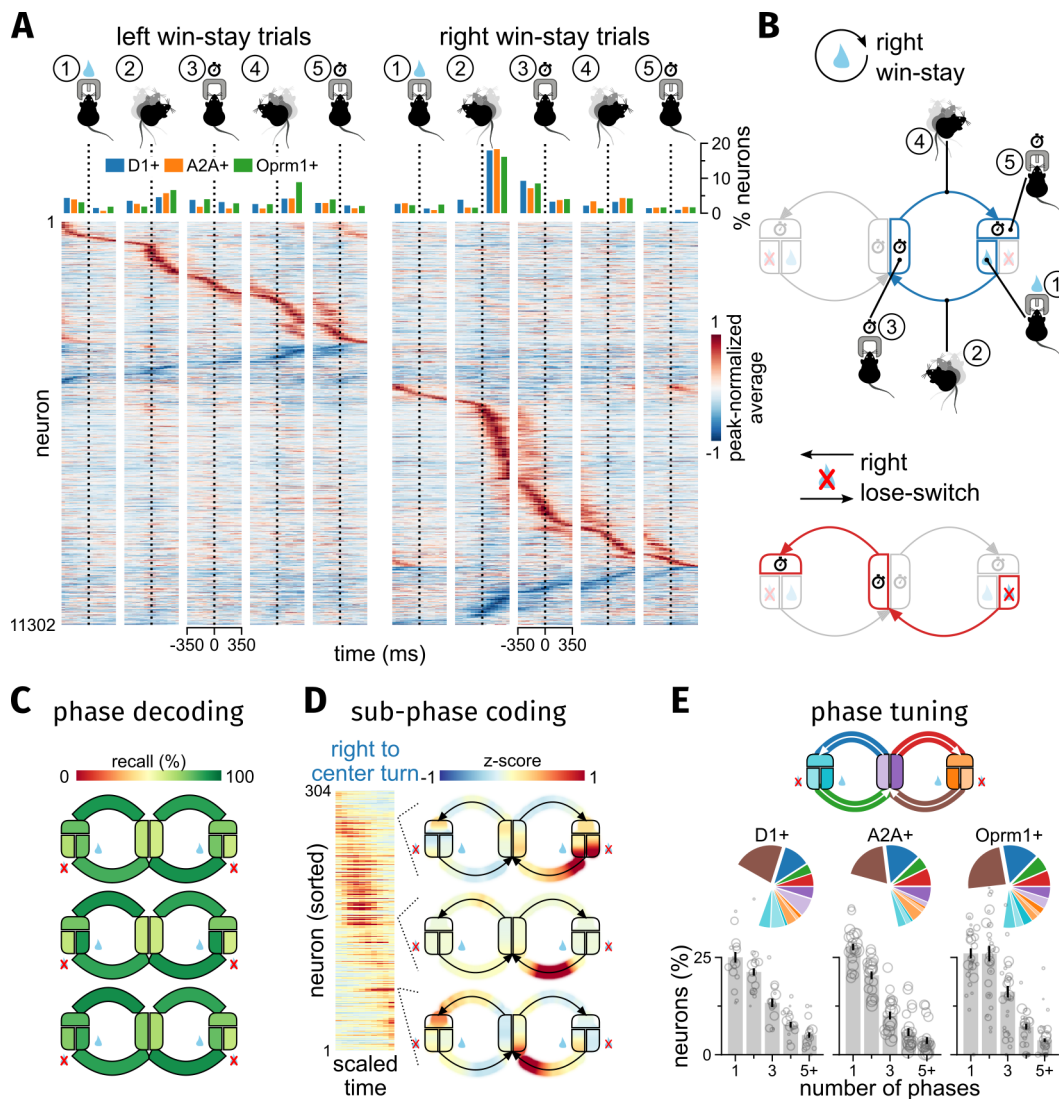 A
left win-stay trials
right win-stay trials
1
2
3
4
5
1
2
3
4
5
D1+
A2A+
Oprm1+
20
10
0
% neurons
1
neuron
11302
-350 0 350
time (ms)
-350 0 350
1
-1
peak-normalized
average
B
right
win-stay
4
5
1
3
2
right
lose-switch
C
phase decoding
recall (%)
0
100
D
sub-phase coding
right to
center turn
z-score
-1
1
304
neuron (sorted)
1
scaled
time
E
phase tuning
D1+
A2A+
Oprm1+
25
0
neurons (%)
1
3
5+
1
3
5+
1
3
5+
number of phases